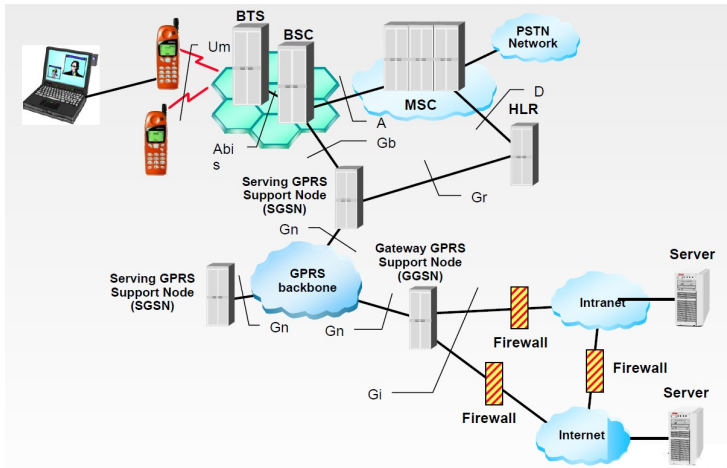 BTS
BSC
PSTN
Network
Um
MSC
HLR
D
A
Abi
s
Gb
Serving GPRS
Support Node
(SGSN)
Gr
Gn
Gateway GPRS
Support Node
(GGSN)
Server
Serving GPRS
Support Node
(SGSN)
GPRS
backbone
Intranet
Gn
Gn
Firewall
Firewall
Gi
Firewall
Server
Internet